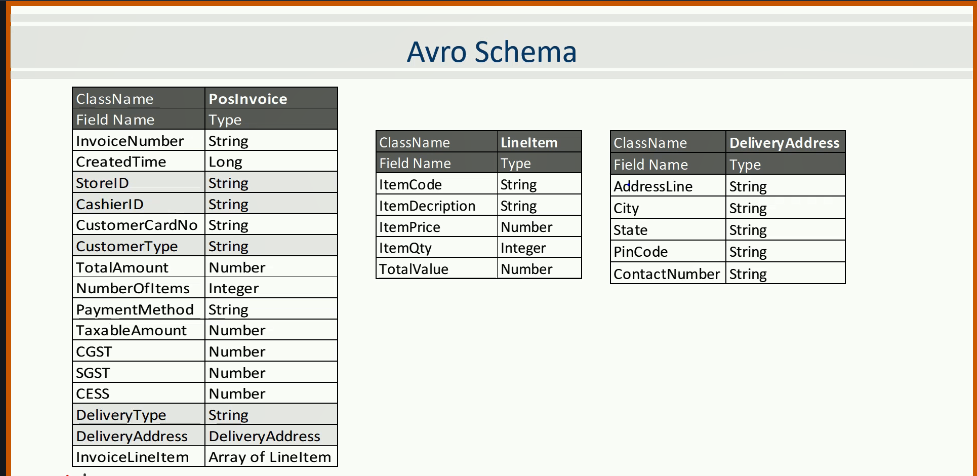 Avro Schema
ClassName PosInvoice
Field Name Type
InvoiceNumber String
CreatedTime Long
StoreID String
CashierID String
CustomerCardNo String
CustomerType String
TotalAmount Number
NumberOfItems Integer
PaymentMethod String
TaxableAmount Number
CGST Number
SGST Number
CESS Number
DeliveryType String
DeliveryAddress DeliveryAddress
InvoiceLineItem Array of LineItem
ClassName LineItem
Field Name Type
ItemCode String
ItemDecription String
ItemPrice Number
ItemQty Integer
TotalValue Number
ClassName DeliveryAddress
Field Name Type
AddressLine String
City String
State String
PinCode String
ContactNumber String